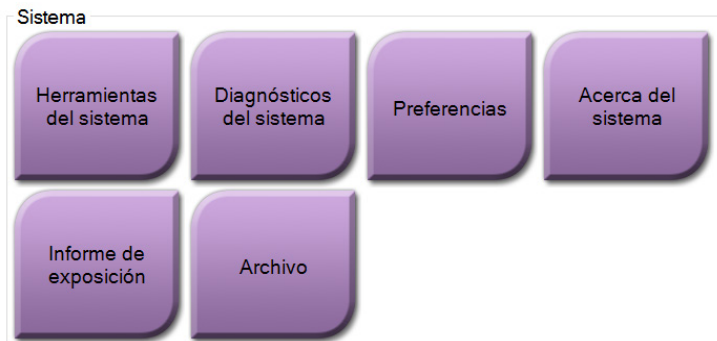 Sistema
Herramientas
del sistema
Diagnósticos
del sistema
Preferencias
Acerca del
sistema
Informe de
exposición
Archivo